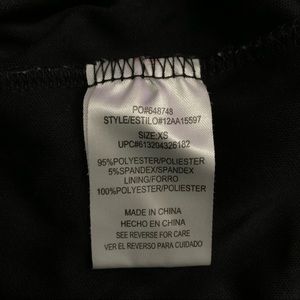 PO#648748
STYLE/ESTILO#12AA15597
SIZE:XS
UPC#613204326182
95%POLYESTER/POLIESTER
5%SPANDEX/SPANDEX
LINING/FORRO
100%POLYESTER/POLIESTER
MADE IN CHINA
HECHO EN CHINA
SEE REVERSE FOR CARE
VER EL REVERSO PARA CUIDADO